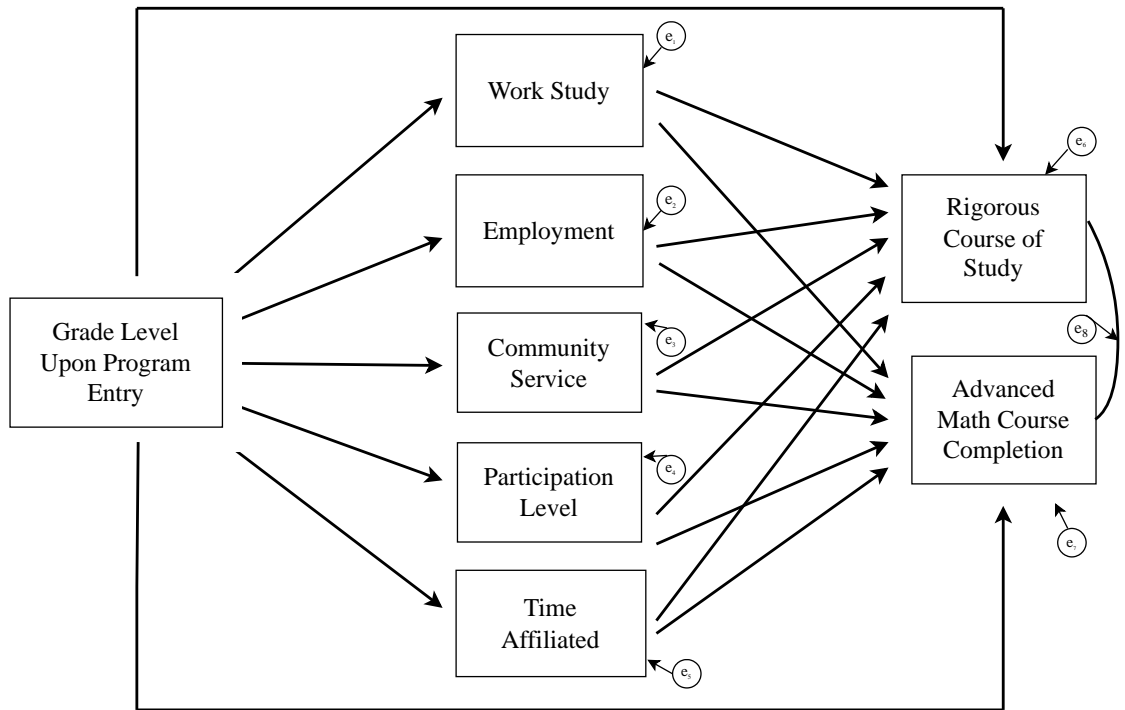 e₁
Work Study
e₆
e₂
Employment
Rigorous
Course of
Study
Grade Level
Upon Program
Entry
Community
Service
e₃
e₈
Advanced
Math Course
Completion
Participation
Level
e₄
e₇
Time
Affiliated
e₅